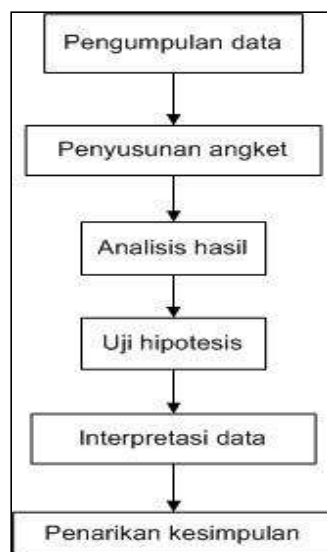 Pengumpulan data
Penyusunan angket
Analisis hasil
Uji hipotesis
Interpretasi data
Penarikan kesimpulan